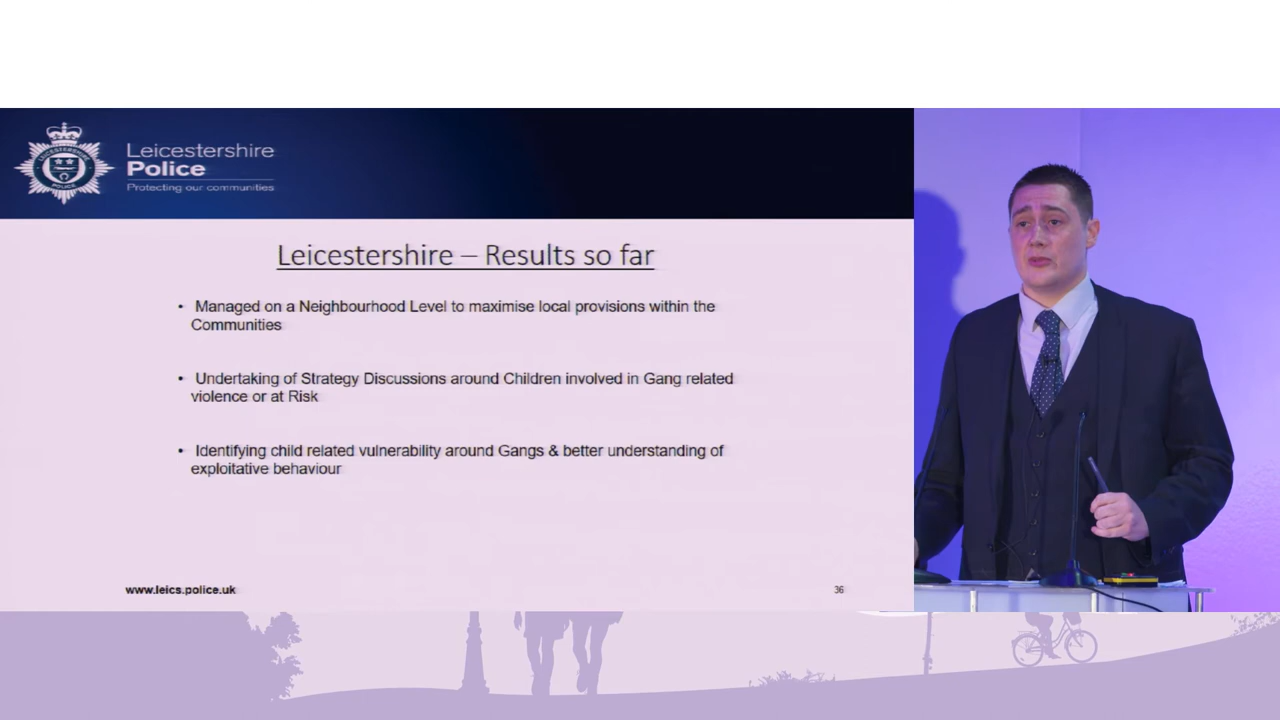 Leicestershire
Police
Protecting our communities
LEICESTERSHIRE
POLICE
Leicestershire – Results so far
• Managed on a Neighbourhood Level to maximise local provisions within the
Communities
• Undertaking of Strategy Discussions around Children involved in Gang related
violence or at Risk
• Identifying child related vulnerability around Gangs & better understanding of
exploitative behaviour
www.leics.police.uk
36